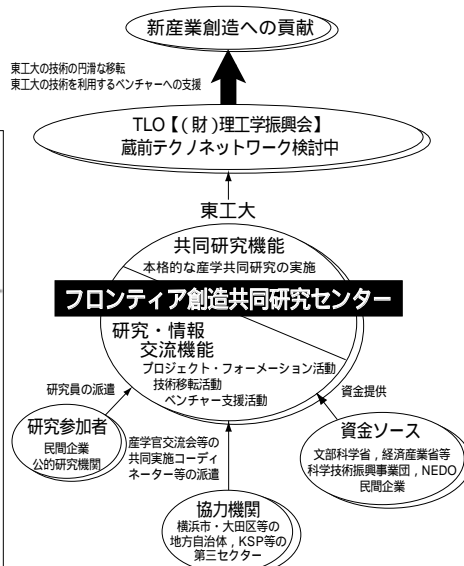 新産業創造への貢献
東工大の技術の円滑な移転
東工大の技術を利用するベンチャーへの支援
TLO【(財)理工学振興会】
蔵前テクノネットワーク検討中
東工大
共同研究機能
本格的な産学共同研究の実施
フロンティア創造共同研究センター
研究・情報
交流機能
プロジェクト・フォーメーション活動
技術移転活動
ベンチャー支援活動
研究員の派遣
資金提供
研究参加者
民間企業
公的研究機関
産学官交流会等の
共同実施コーディ
ネーター等の派遣
資金ソース
文部科学省，経済産業省等
科学技術振興事業団，NEDO
民間企業
協力機関
横浜市・大田区等の
地方自治体，KSP等の
第三セクター